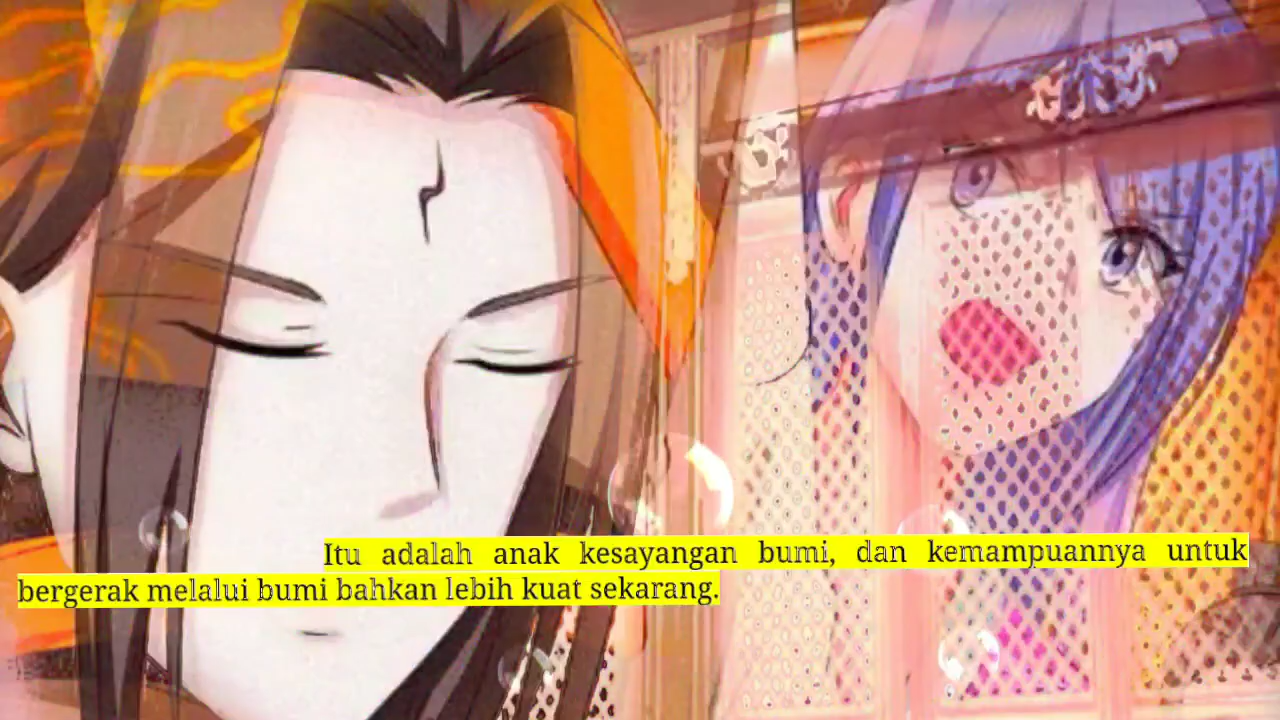 Itu adalah anak kesayangan bumi, dan kemampuannya untuk
bergerak melalui bumi bahkan lebih kuat sekarang.